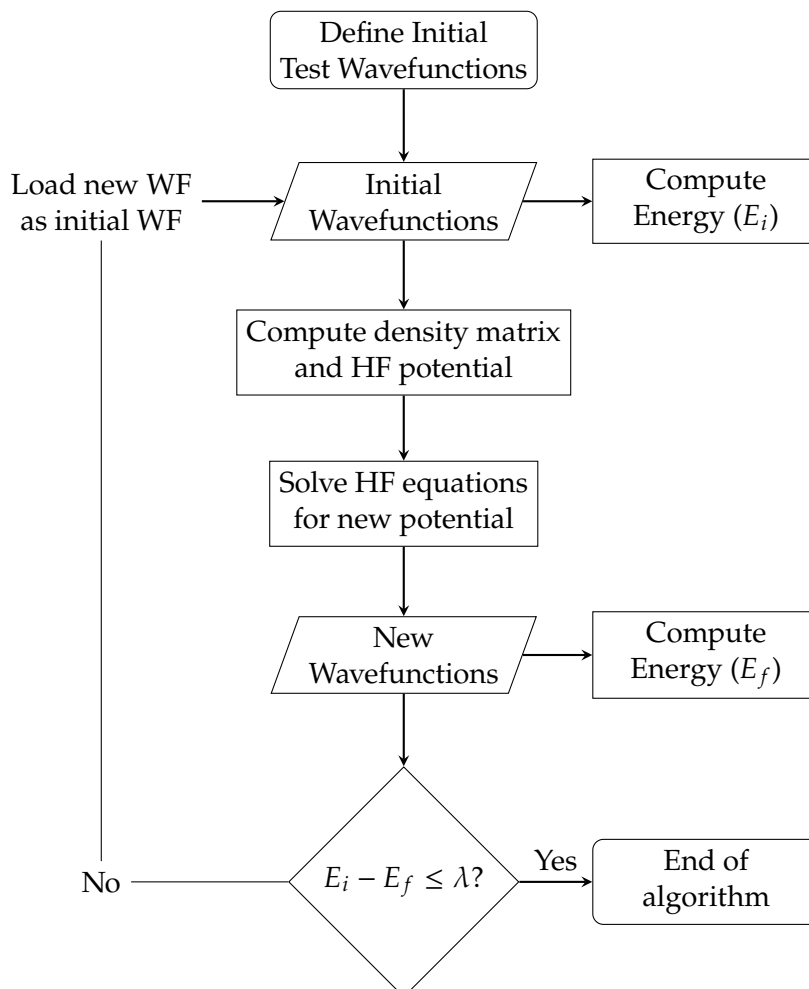 Define Initial
Test Wavefunctions
Load new WF
as initial WF
Initial
Wavefunctions
Compute
Energy (E_i)
Compute density matrix
and HF potential
Solve HF equations
for new potential
New
Wavefunctions
Compute
Energy (E_f)
No
E_i − E_f ≤ λ?
Yes
End of
algorithm